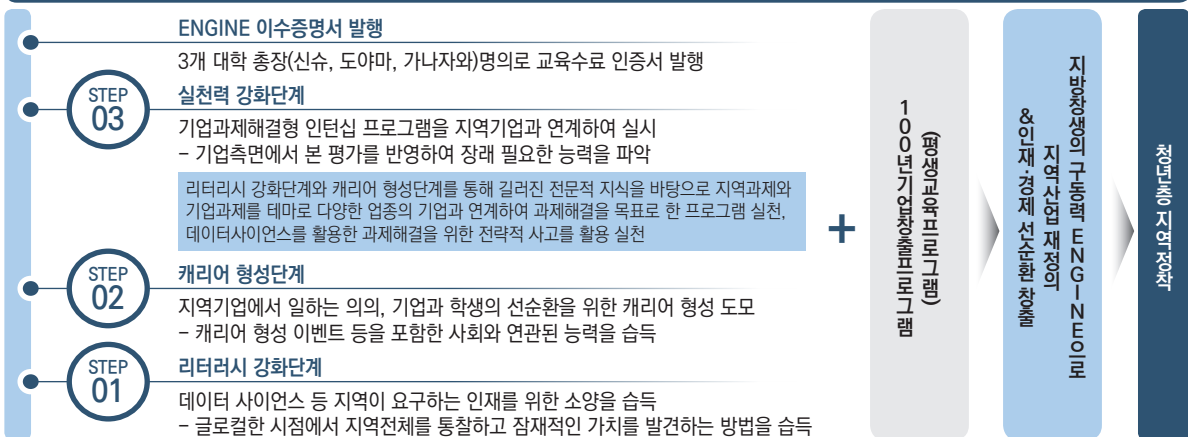 ENGINE 이수증명서 발행
3개 대학 총장(신슈, 도야마, 가나자와)명의로 교육수료 인증서 발행
STEP
03
실천력 강화단계
기업과제해결형 인턴십 프로그램을 지역기업과 연계하여 실시
– 기업측면에서 본 평가를 반영하여 장래 필요한 능력을 파악
리터리시 강화단계와 캐리어 형성단계를 통해 길러진 전문적 지식을 바탕으로 지역과제와
기업과제를 테마로 다양한 업종의 기업과 연계하여 과제해결을 목표로 한 프로그램 실천,
데이터사이언스를 활용한 과제해결을 위한 전략적 사고를 활용 실천
STEP
02
캐리어 형성단계
지역기업에서 일하는 의의, 기업과 학생의 선순환을 위한 캐리어 형성 도모
– 캐리어 형성 이벤트 등을 포함한 사회와 연관된 능력을 습득
STEP
01
리터러시 강화단계
데이터 사이언스 등 지역이 요구하는 인재를 위한 소양을 습득
– 글로컬한 시점에서 지역전체를 통찰하고 잠재적인 가치를 발견하는 방법을 습득
+
100년기업창출프로그램
(평생교육프로그램)
지방창생의 구동력 ENGINE으로
지역산업 재정의
&인재·경제 선순환 창출
청년층 지역정착